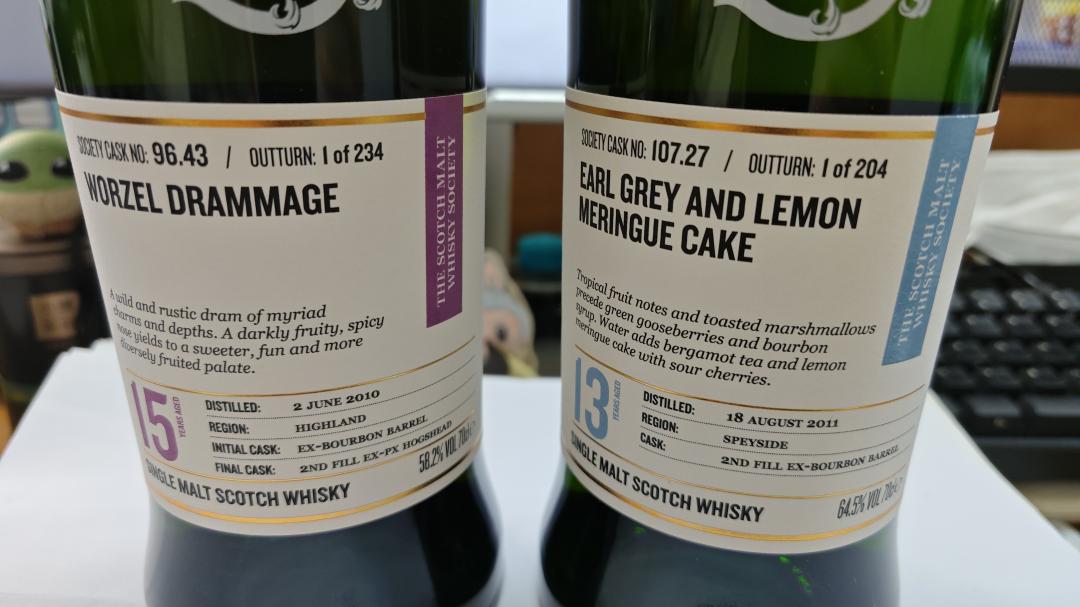 SOCIETY CASK NO: 96.43 / OUTTURN: 1 of 234
WORZEL DRAMMAGE
THE SCOTCH MALT
WHISKY SOCIETY
A wild and rustic dram of myriad
charms and depths. A darkly fruity, spicy
nose yields to a sweeter, fun and more
diversely fruited palate.
15 YEARS AGED
DISTILLED: 2 JUNE 2010
REGION: HIGHLAND
INITIAL CASK: EX-BOURBON BARREL
FINAL CASK: 2ND FILL EX-PX HOGSHEAD
58.2% VOL 70cl
SINGLE MALT SCOTCH WHISKY
SOCIETY CASK NO: 107.27 / OUTTURN: 1 of 204
EARL GREY AND LEMON
MERINGUE CAKE
THE SCOTCH MALT
WHISKY SOCIETY
Tropical fruit notes and toasted marshmallows
precede green gooseberries and bourbon
syrup. Water adds bergamot tea and lemon
meringue cake with sour cherries.
13 YEARS AGED
DISTILLED: 18 AUGUST 2011
REGION: SPEYSIDE
CASK: 2ND FILL EX-BOURBON BARREL
64.5% VOL 70cl
SINGLE MALT SCOTCH WHISKY